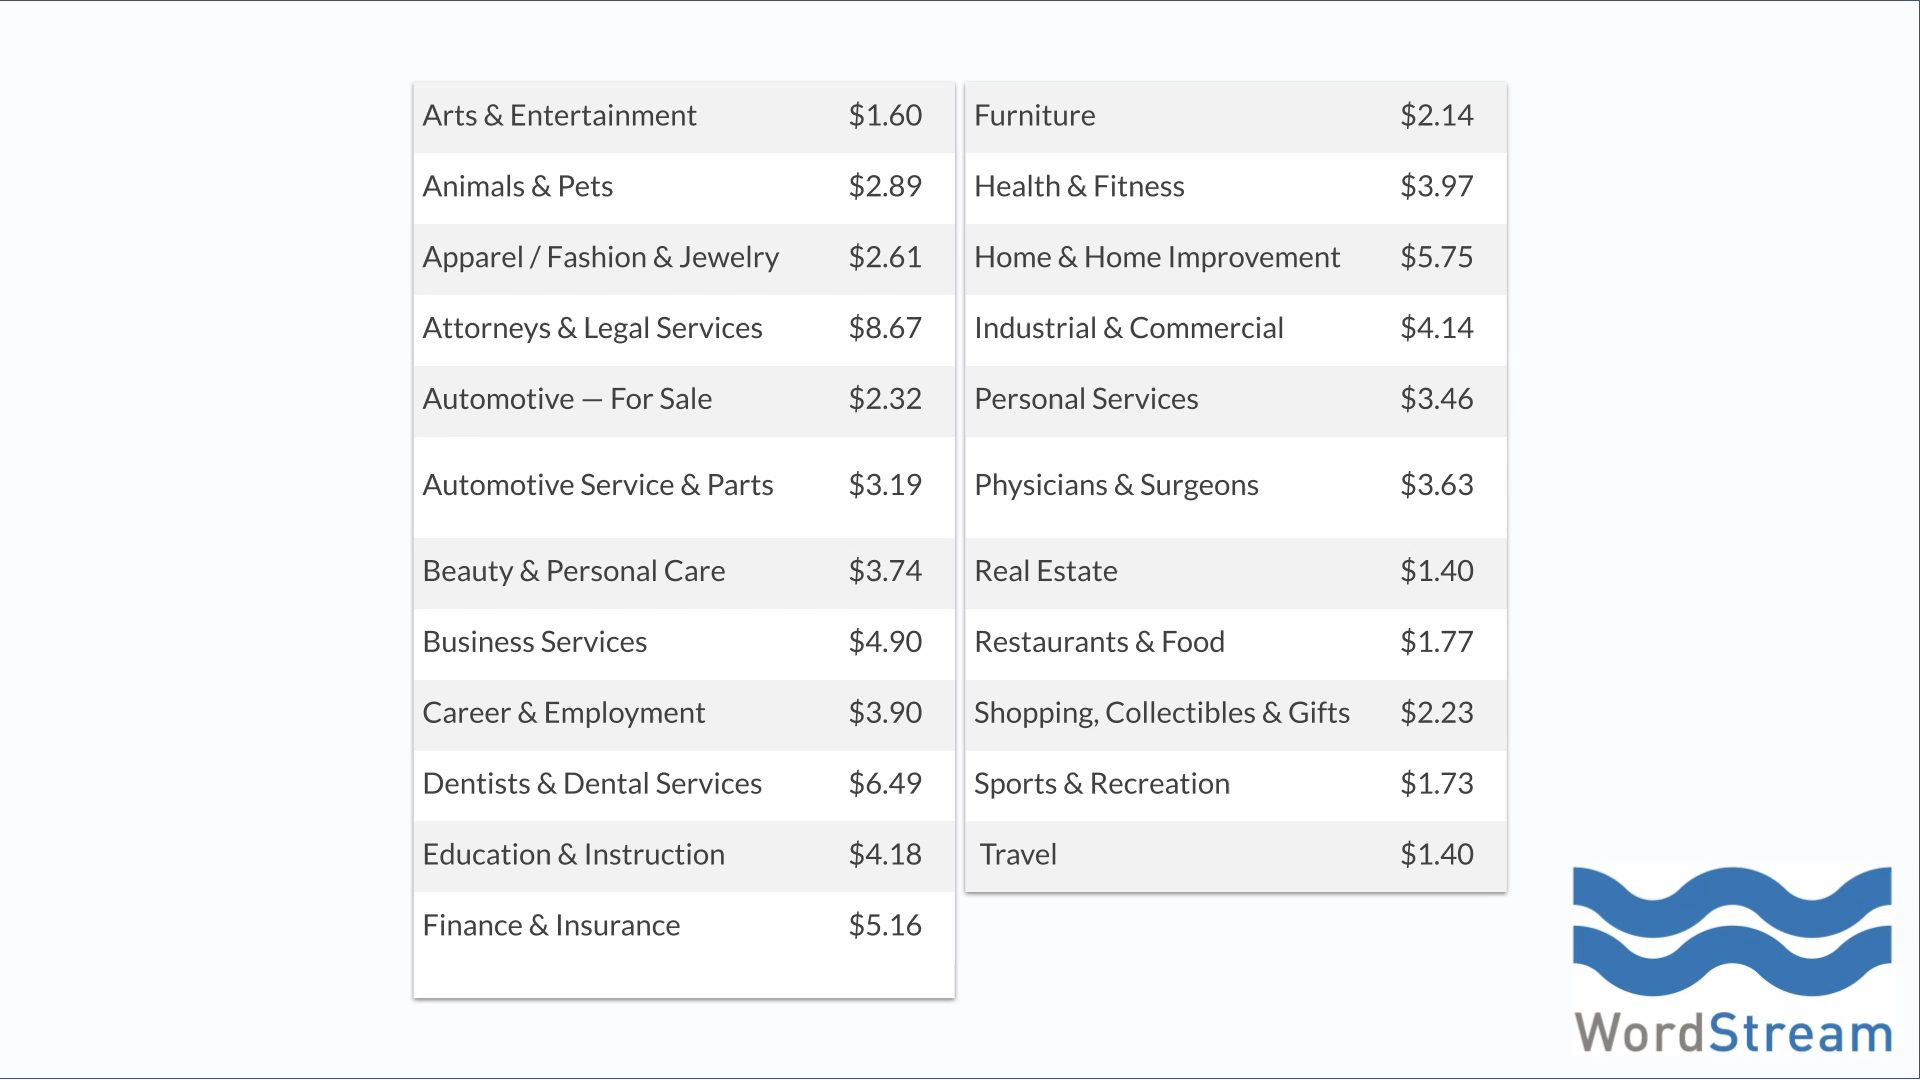 Arts & Entertainment $1.60
Animals & Pets $2.89
Apparel / Fashion & Jewelry $2.61
Attorneys & Legal Services $8.67
Automotive — For Sale $2.32
Automotive Service & Parts $3.19
Beauty & Personal Care $3.74
Business Services $4.90
Career & Employment $3.90
Dentists & Dental Services $6.49
Education & Instruction $4.18
Finance & Insurance $5.16
Furniture $2.14
Health & Fitness $3.97
Home & Home Improvement $5.75
Industrial & Commercial $4.14
Personal Services $3.46
Physicians & Surgeons $3.63
Real Estate $1.40
Restaurants & Food $1.77
Shopping, Collectibles & Gifts $2.23
Sports & Recreation $1.73
Travel $1.40
WordStream